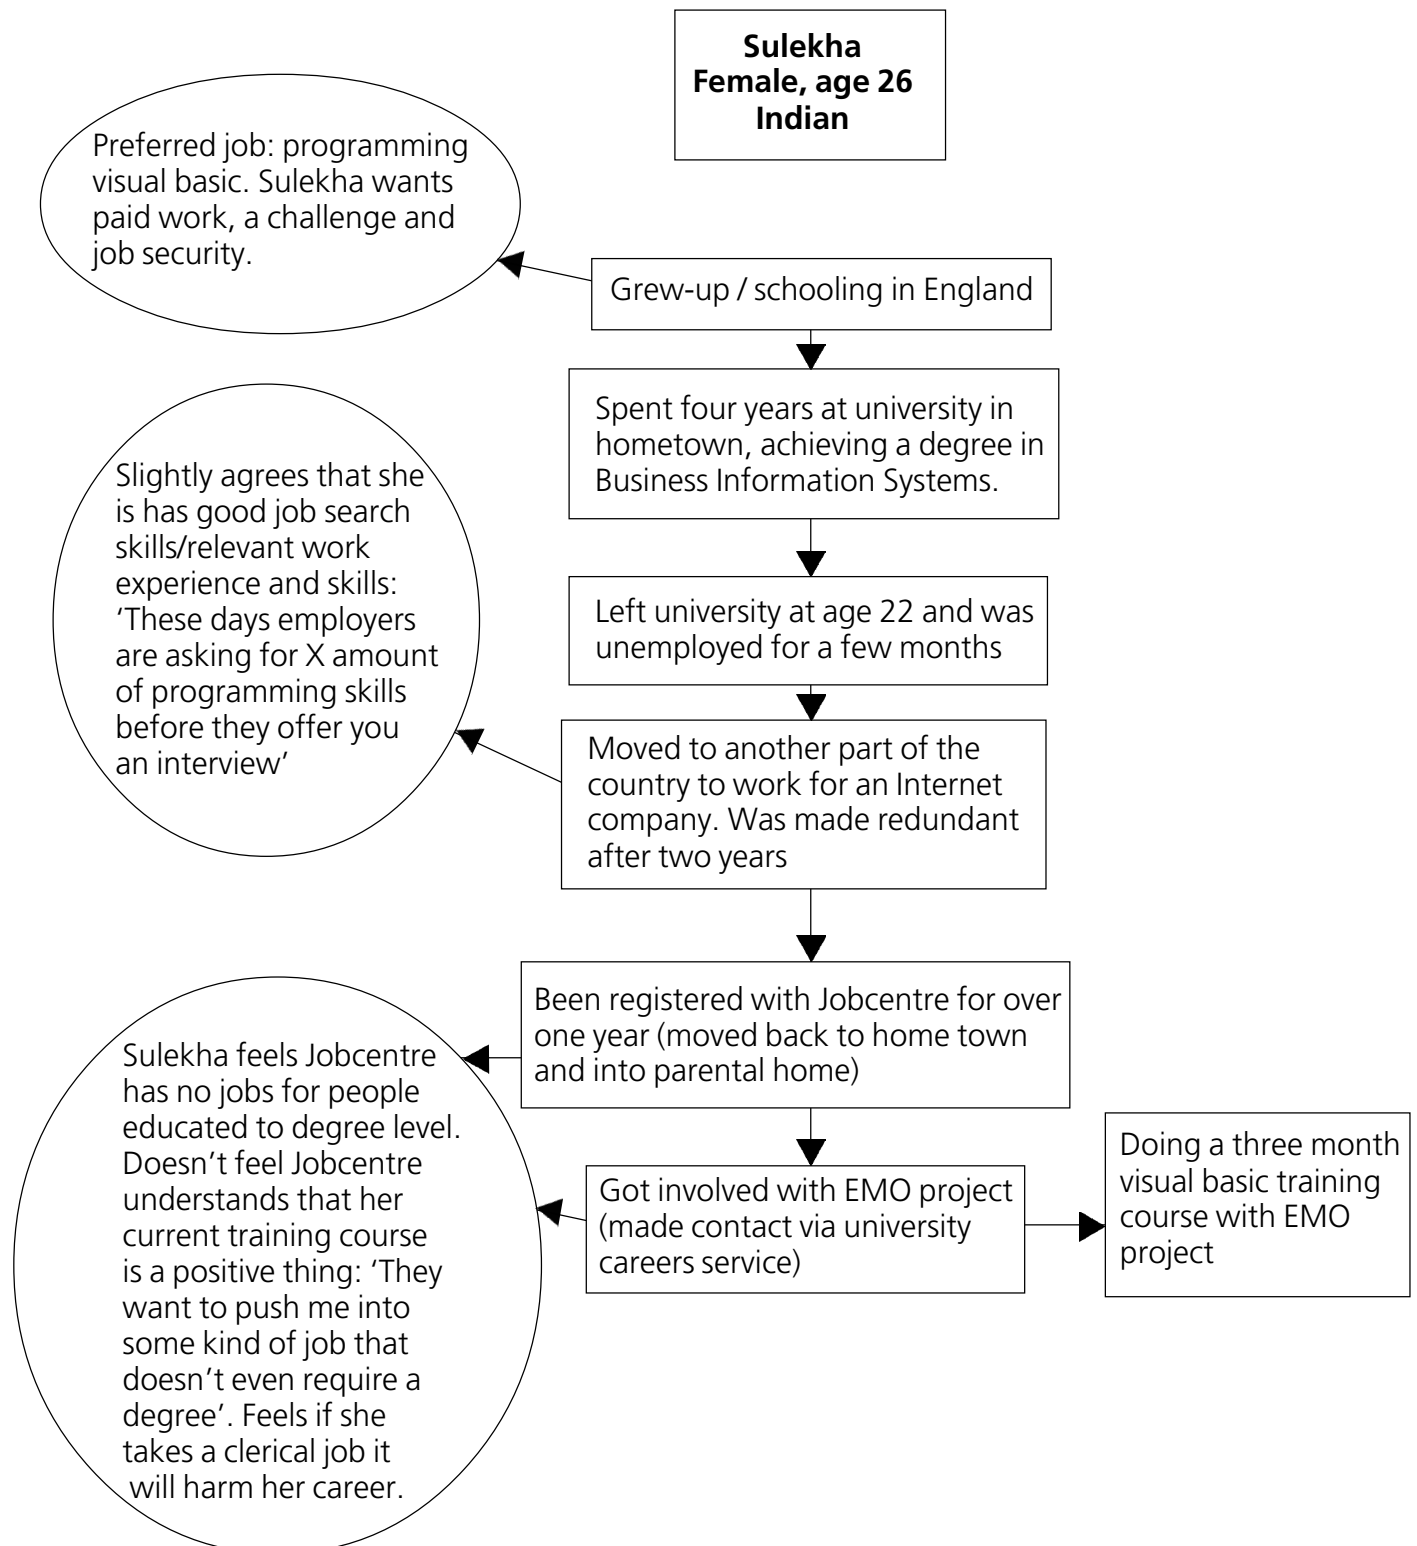 Sulekha
Female, age 26
Indian
Preferred job: programming
visual basic. Sulekha wants
paid work, a challenge and
job security.
Grew-up / schooling in England
Spent four years at university in
hometown, achieving a degree in
Business Information Systems.
Slightly agrees that she
is has good job search
skills/relevant work
experience and skills:
‘These days employers
are asking for X amount
of programming skills
before they offer you
an interview’
Left university at age 22 and was
unemployed for a few months
Moved to another part of the
country to work for an Internet
company. Was made redundant
after two years
Been registered with Jobcentre for over
one year (moved back to home town
and into parental home)
Sulekha feels Jobcentre
has no jobs for people
educated to degree level.
Doesn’t feel Jobcentre
understands that her
current training course
is a positive thing: ‘They
want to push me into
some kind of job that
doesn’t even require a
degree’. Feels if she
takes a clerical job it
will harm her career.
Got involved with EMO project
(made contact via university
careers service)
Doing a three month
visual basic training
course with EMO
project